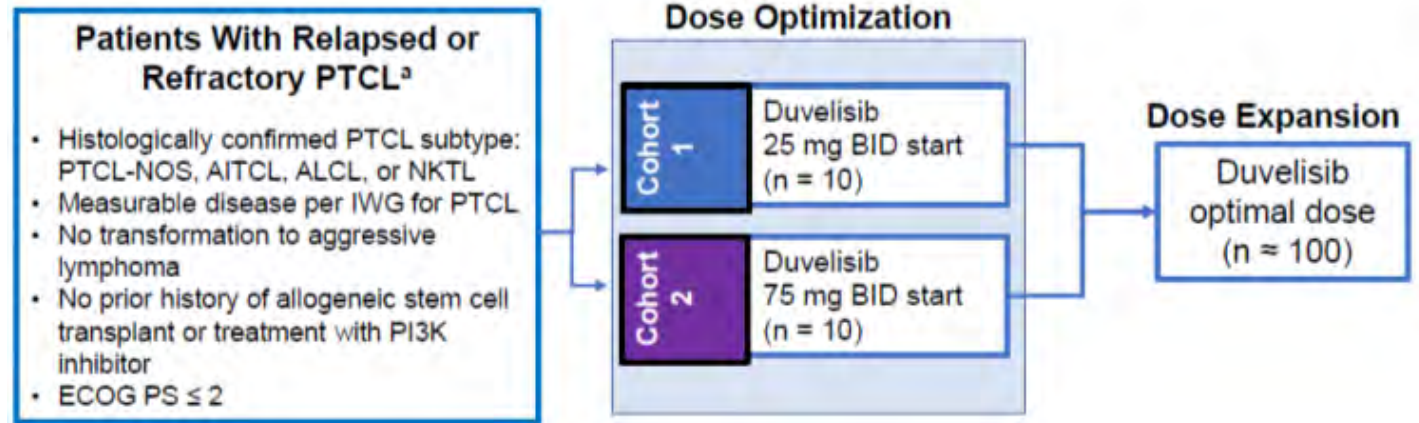 Patients With Relapsed or
Refractory PTCLª
• Histologically confirmed PTCL subtype:
PTCL-NOS, AITCL, ALCL, or NKTL
• Measurable disease per IWG for PTCL
• No transformation to aggressive
lymphoma
• No prior history of allogeneic stem cell
transplant or treatment with PI3K
inhibitor
• ECOG PS ≤ 2
Dose Optimization
Cohort
1
Duvelisib
25 mg BID start
(n = 10)
Cohort
2
Duvelisib
75 mg BID start
(n = 10)
Dose Expansion
Duvelisib
optimal dose
(n ≈ 100)